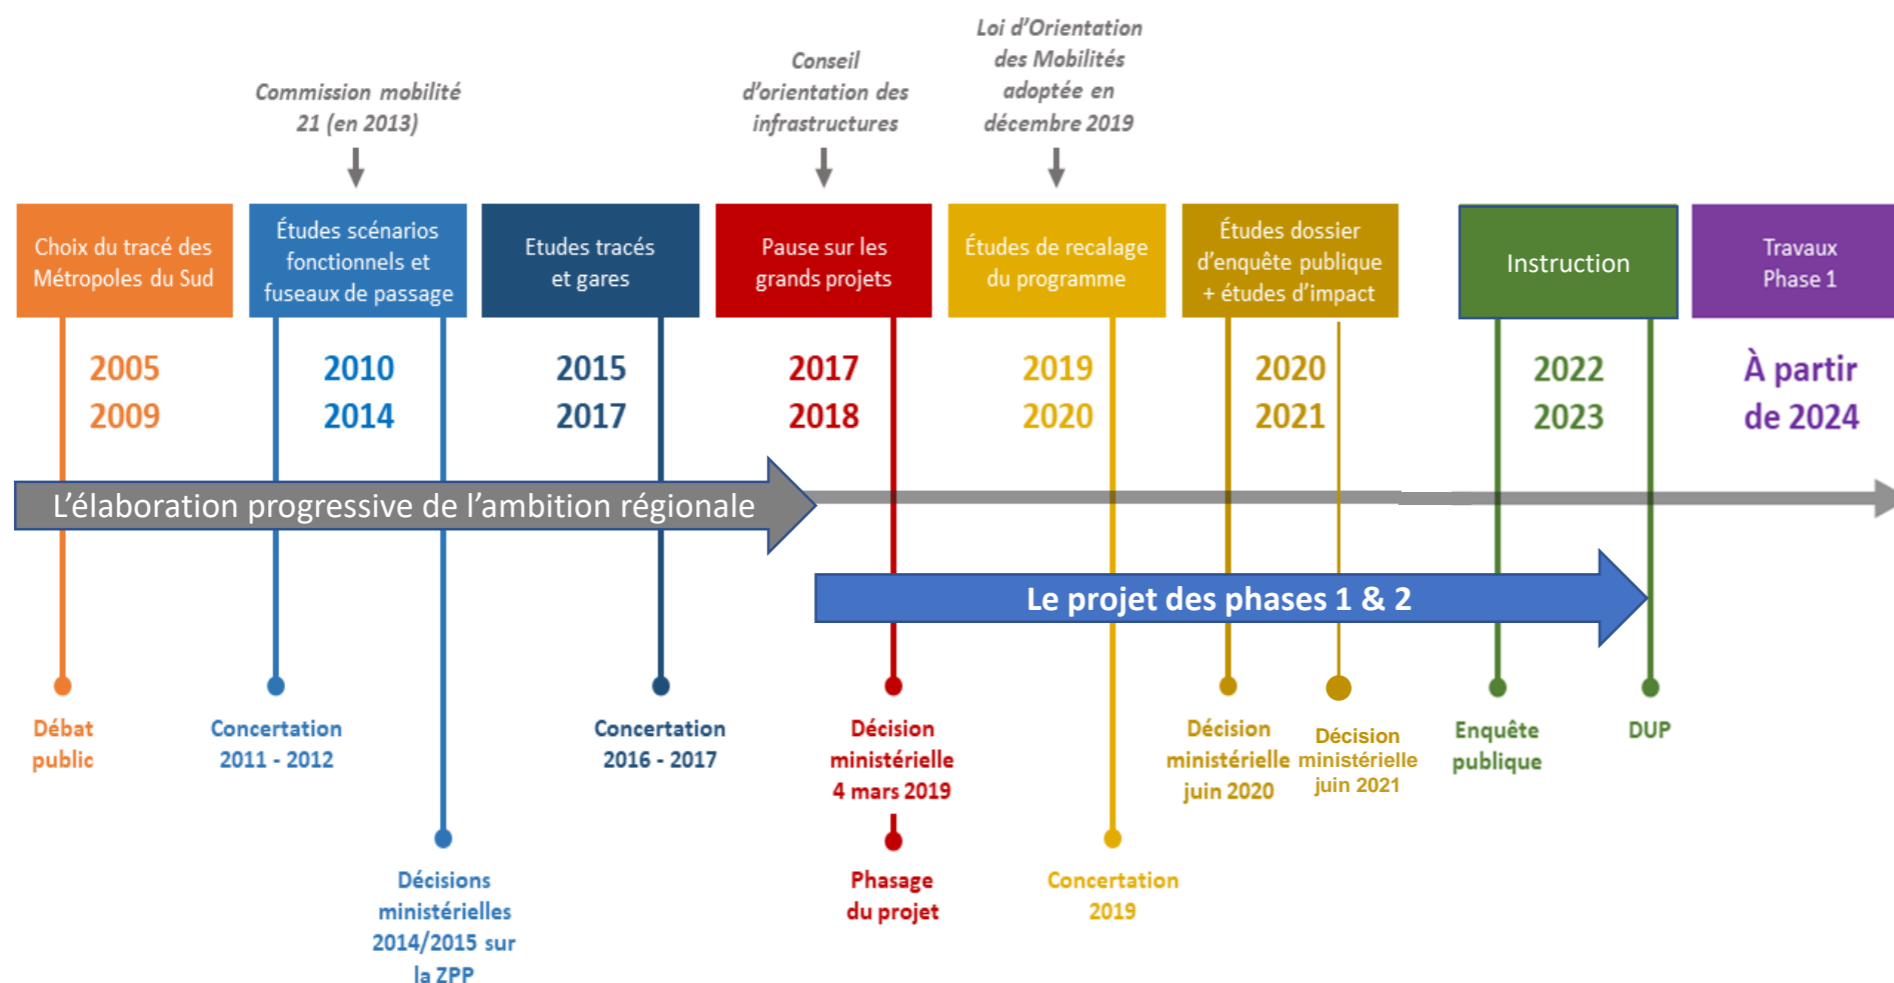 Commission mobilité
21 (en 2013)
Conseil
d'orientation des
infrastructures
Loi d'Orientation
des Mobilités
adoptée en
décembre 2019
Choix du tracé des
Métropoles du Sud
Études scénarios
fonctionnels et
fuseaux de passage
Etudes tracés
et gares
Pause sur les
grands projets
Études de recalage
du programme
Études dossier
d'enquête publique
+ études d'impact
Instruction
Travaux
Phase 1
2005
2009
2010
2014
2015
2017
2017
2018
2019
2020
2020
2021
2022
2023
À partir
de 2024
L'élaboration progressive de l'ambition régionale
Le projet des phases 1 & 2
Débat
public
Concertation
2011 - 2012
Décisions
ministérielles
2014/2015 sur
la ZPP
Concertation
2016 - 2017
Décision
ministérielle
4 mars 2019
Phasage
du projet
Concertation
2019
Décision
ministérielle
juin 2020
Décision
ministérielle
juin 2021
Enquête
publique
DUP